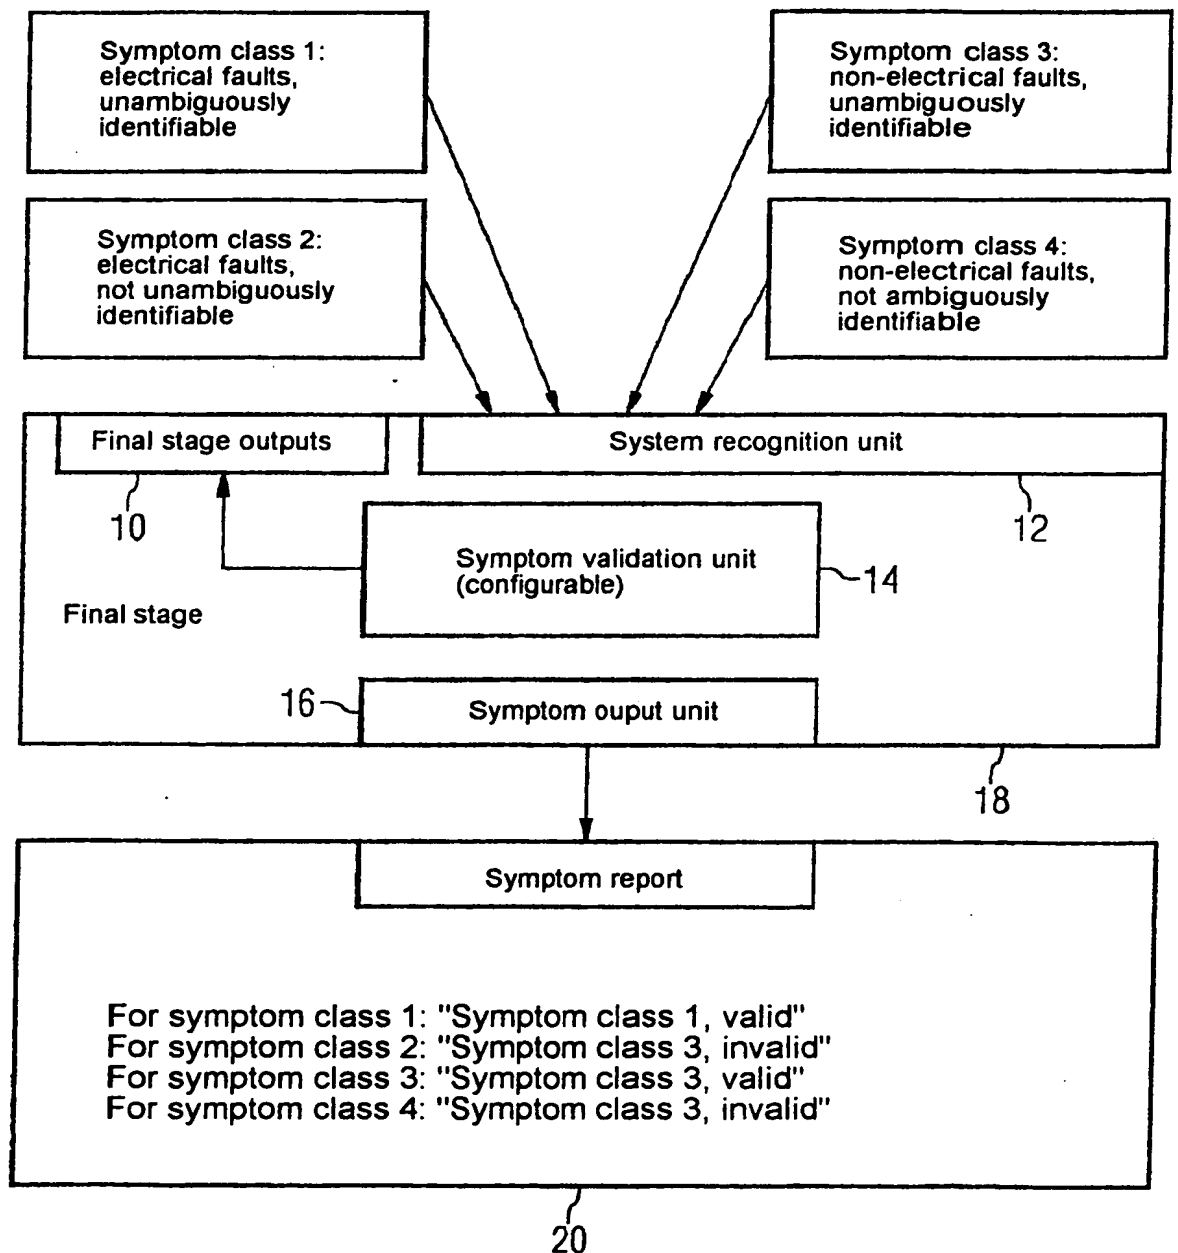 Symptom class 1:
electrical faults,
unambiguously
identifiable
Symptom class 3:
non-electrical faults,
unambiguously
identifiable
Symptom class 2:
electrical faults,
not unambiguously
identifiable
Symptom class 4:
non-electrical faults,
not ambiguously
identifiable
Final stage outputs
System recognition unit
10
12
Symptom validation unit
(configurable)
14
Final stage
16
Symptom ouput unit
18
Symptom report
For symptom class 1: "Symptom class 1, valid"
For symptom class 2: "Symptom class 3, invalid"
For symptom class 3: "Symptom class 3, valid"
For symptom class 4: "Symptom class 3, invalid"
20